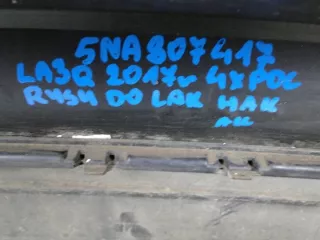 5NA807417
LA3Q 2017r 4xPDC
RYSY DO LAK HAK